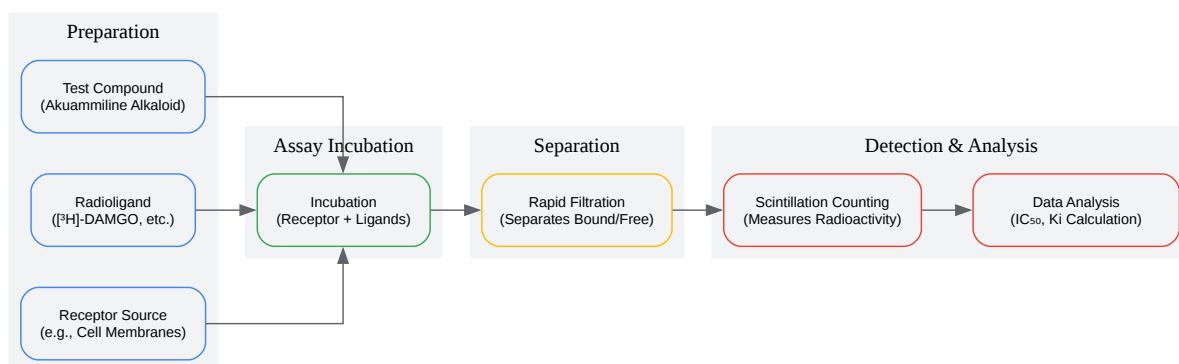 Preparation
Test Compound
(Akuammiline Alkaloid)
Radioligand
([³H]-DAMGO, etc.)
Receptor Source
(e.g., Cell Membranes)
Assay Incubation
Incubation
(Receptor + Ligands)
Separation
Rapid Filtration
(Separates Bound/Free)
Detection & Analysis
Scintillation Counting
(Measures Radioactivity)
Data Analysis
(IC₅₀, Ki Calculation)